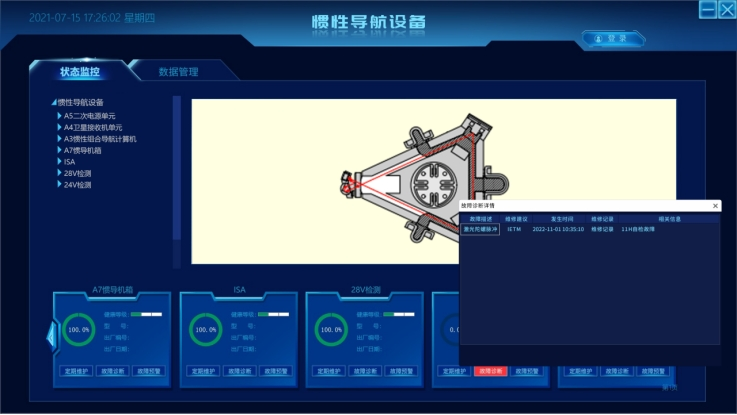 2021-07-15 17:26:02 星期四
惯性导航设备
登录
状态监控
数据管理
惯性导航设备
A5二次电源单元
A4卫星接收机单元
A3惯性组合导航计算机
A7惯导机箱
ISA
28V检测
24V检测
故障诊断详情
故障描述 维修建议 发生时间 维修记录 相关信息
激光陀螺脉冲 IETM 2022-11-01 10:35:10 维修记录 11H自检故障
A7惯导机箱
100.0%
健康等级:
型 号:
出厂编号:
出厂日期:
定期维护 故障诊断 故障预警
ISA
100.0%
健康等级:
型 号:
出厂编号:
出厂日期:
定期维护 故障诊断 故障预警
28V检测
100.0%
健康等级:
型 号:
出厂编号:
出厂日期:
定期维护 故障诊断 故障预警
0.
定期维护 故障诊断 故障预警
定期维护 故障诊断 故障预警